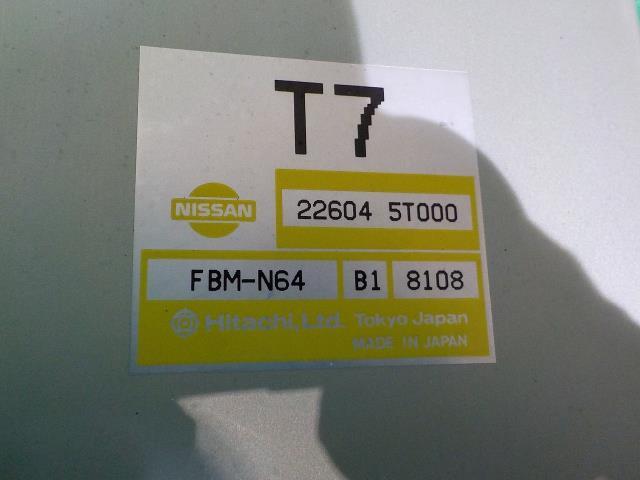 T7
NISSAN 22604 5T000
FBM-N64 B1 8108
Hitachi, Ltd. Tokyo Japan
MADE IN JAPAN